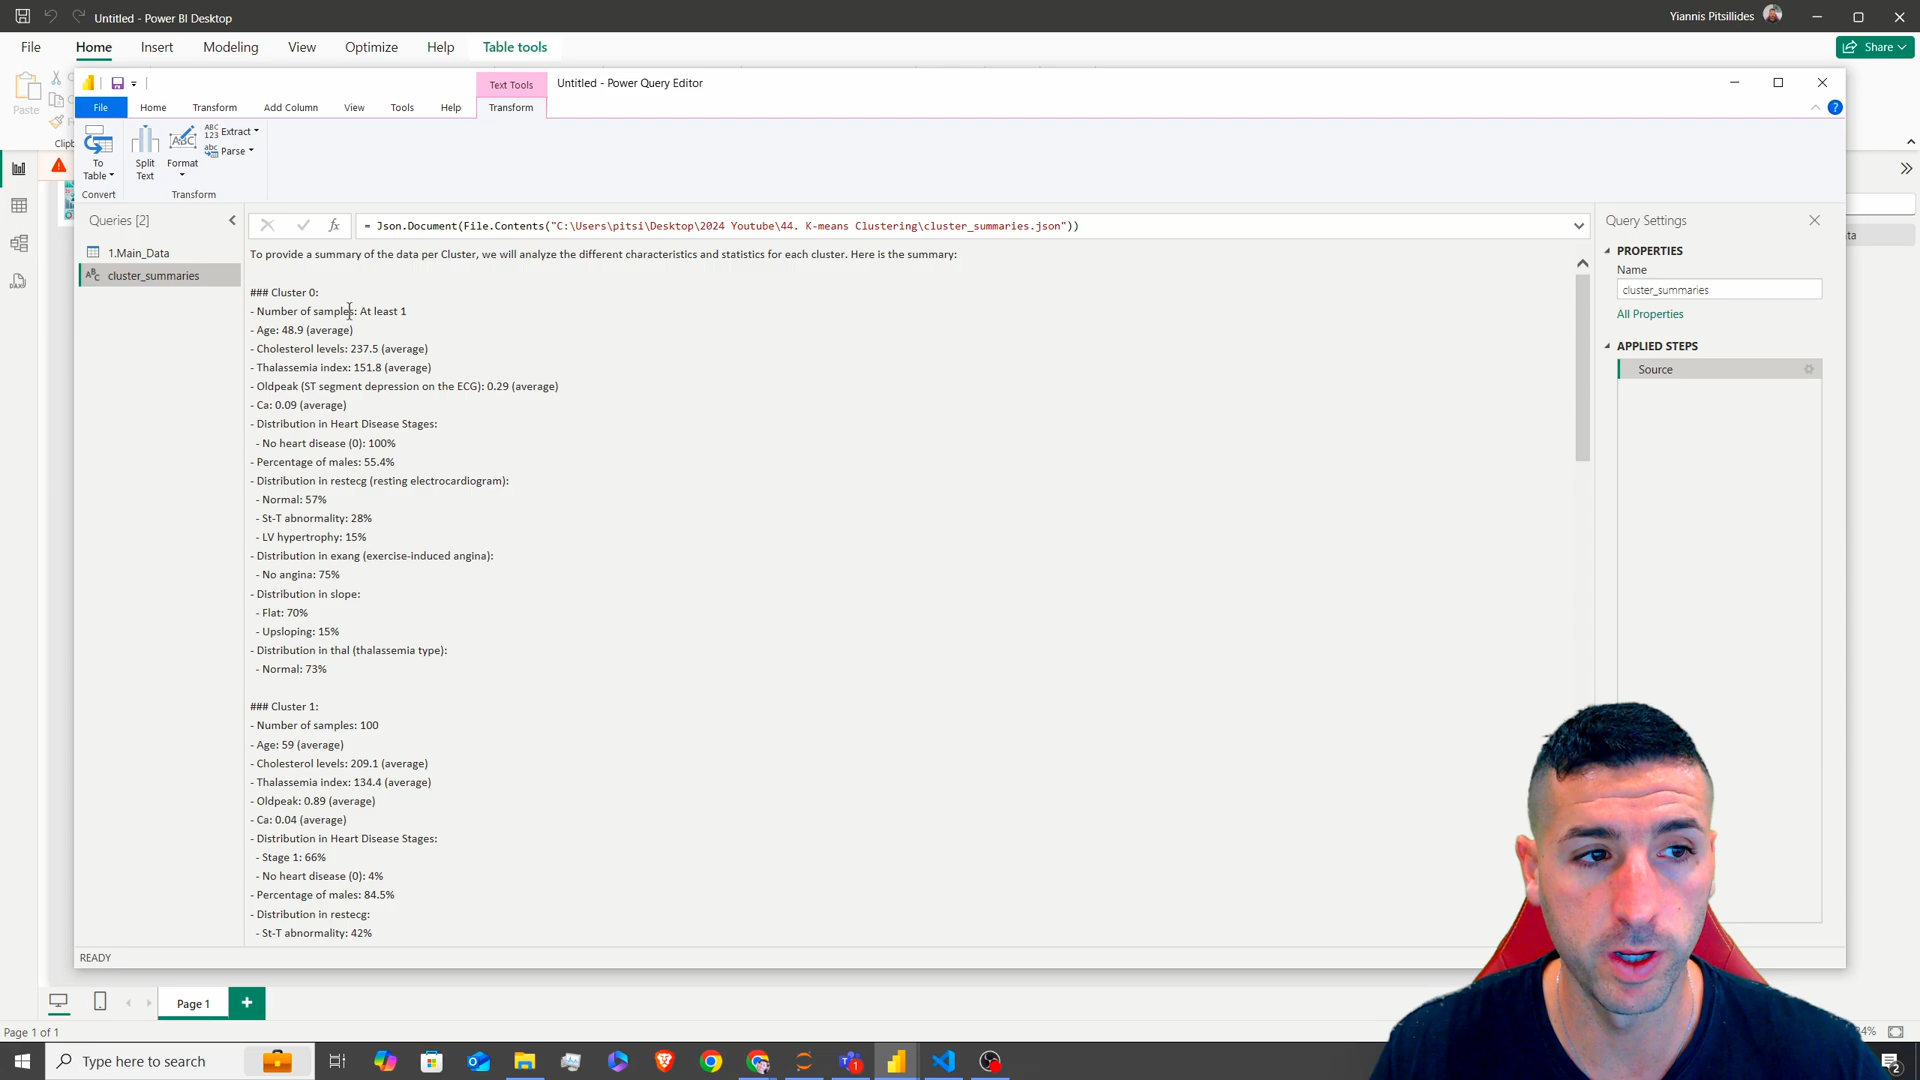 Untitled - Power BI Desktop
Yiannis Pitsillides
File Home Insert Modeling View Optimize Help Table tools
Share
Paste
Text Tools
Untitled - Power Query Editor
File Home Transform Add Column View Tools Help Transform
To Table
Split Text
Format
ABC 123 Extract
abc Parse
Convert
Transform
Queries [2]
= Json.Document(File.Contents("C:\Users\pitsi\Desktop\2024 Youtube\44. K-means Clustering\cluster_summaries.json"))
1.Main_Data
cluster_summaries
To provide a summary of the data per Cluster, we will analyze the different characteristics and statistics for each cluster. Here is the summary:
### Cluster 0:
- Number of samples: At least 1
- Age: 48.9 (average)
- Cholesterol levels: 237.5 (average)
- Thalassemia index: 151.8 (average)
- Oldpeak (ST segment depression on the ECG): 0.29 (average)
- Ca: 0.09 (average)
- Distribution in Heart Disease Stages:
- No heart disease (0): 100%
- Percentage of males: 55.4%
- Distribution in restecg (resting electrocardiogram):
- Normal: 57%
- St-T abnormality: 28%
- LV hypertrophy: 15%
- Distribution in exang (exercise-induced angina):
- No angina: 75%
- Distribution in slope:
- Flat: 70%
- Upsloping: 15%
- Distribution in thal (thalassemia type):
- Normal: 73%
### Cluster 1:
- Number of samples: 100
- Age: 59 (average)
- Cholesterol levels: 209.1 (average)
- Thalassemia index: 134.4 (average)
- Oldpeak: 0.89 (average)
- Ca: 0.04 (average)
- Distribution in Heart Disease Stages:
- Stage 1: 66%
- No heart disease (0): 4%
- Percentage of males: 84.5%
- Distribution in restecg:
- St-T abnormality: 42%
Query Settings
PROPERTIES
Name
cluster_summaries
All Properties
APPLIED STEPS
Source
READY
Page 1
Page 1 of 1
Type here to search